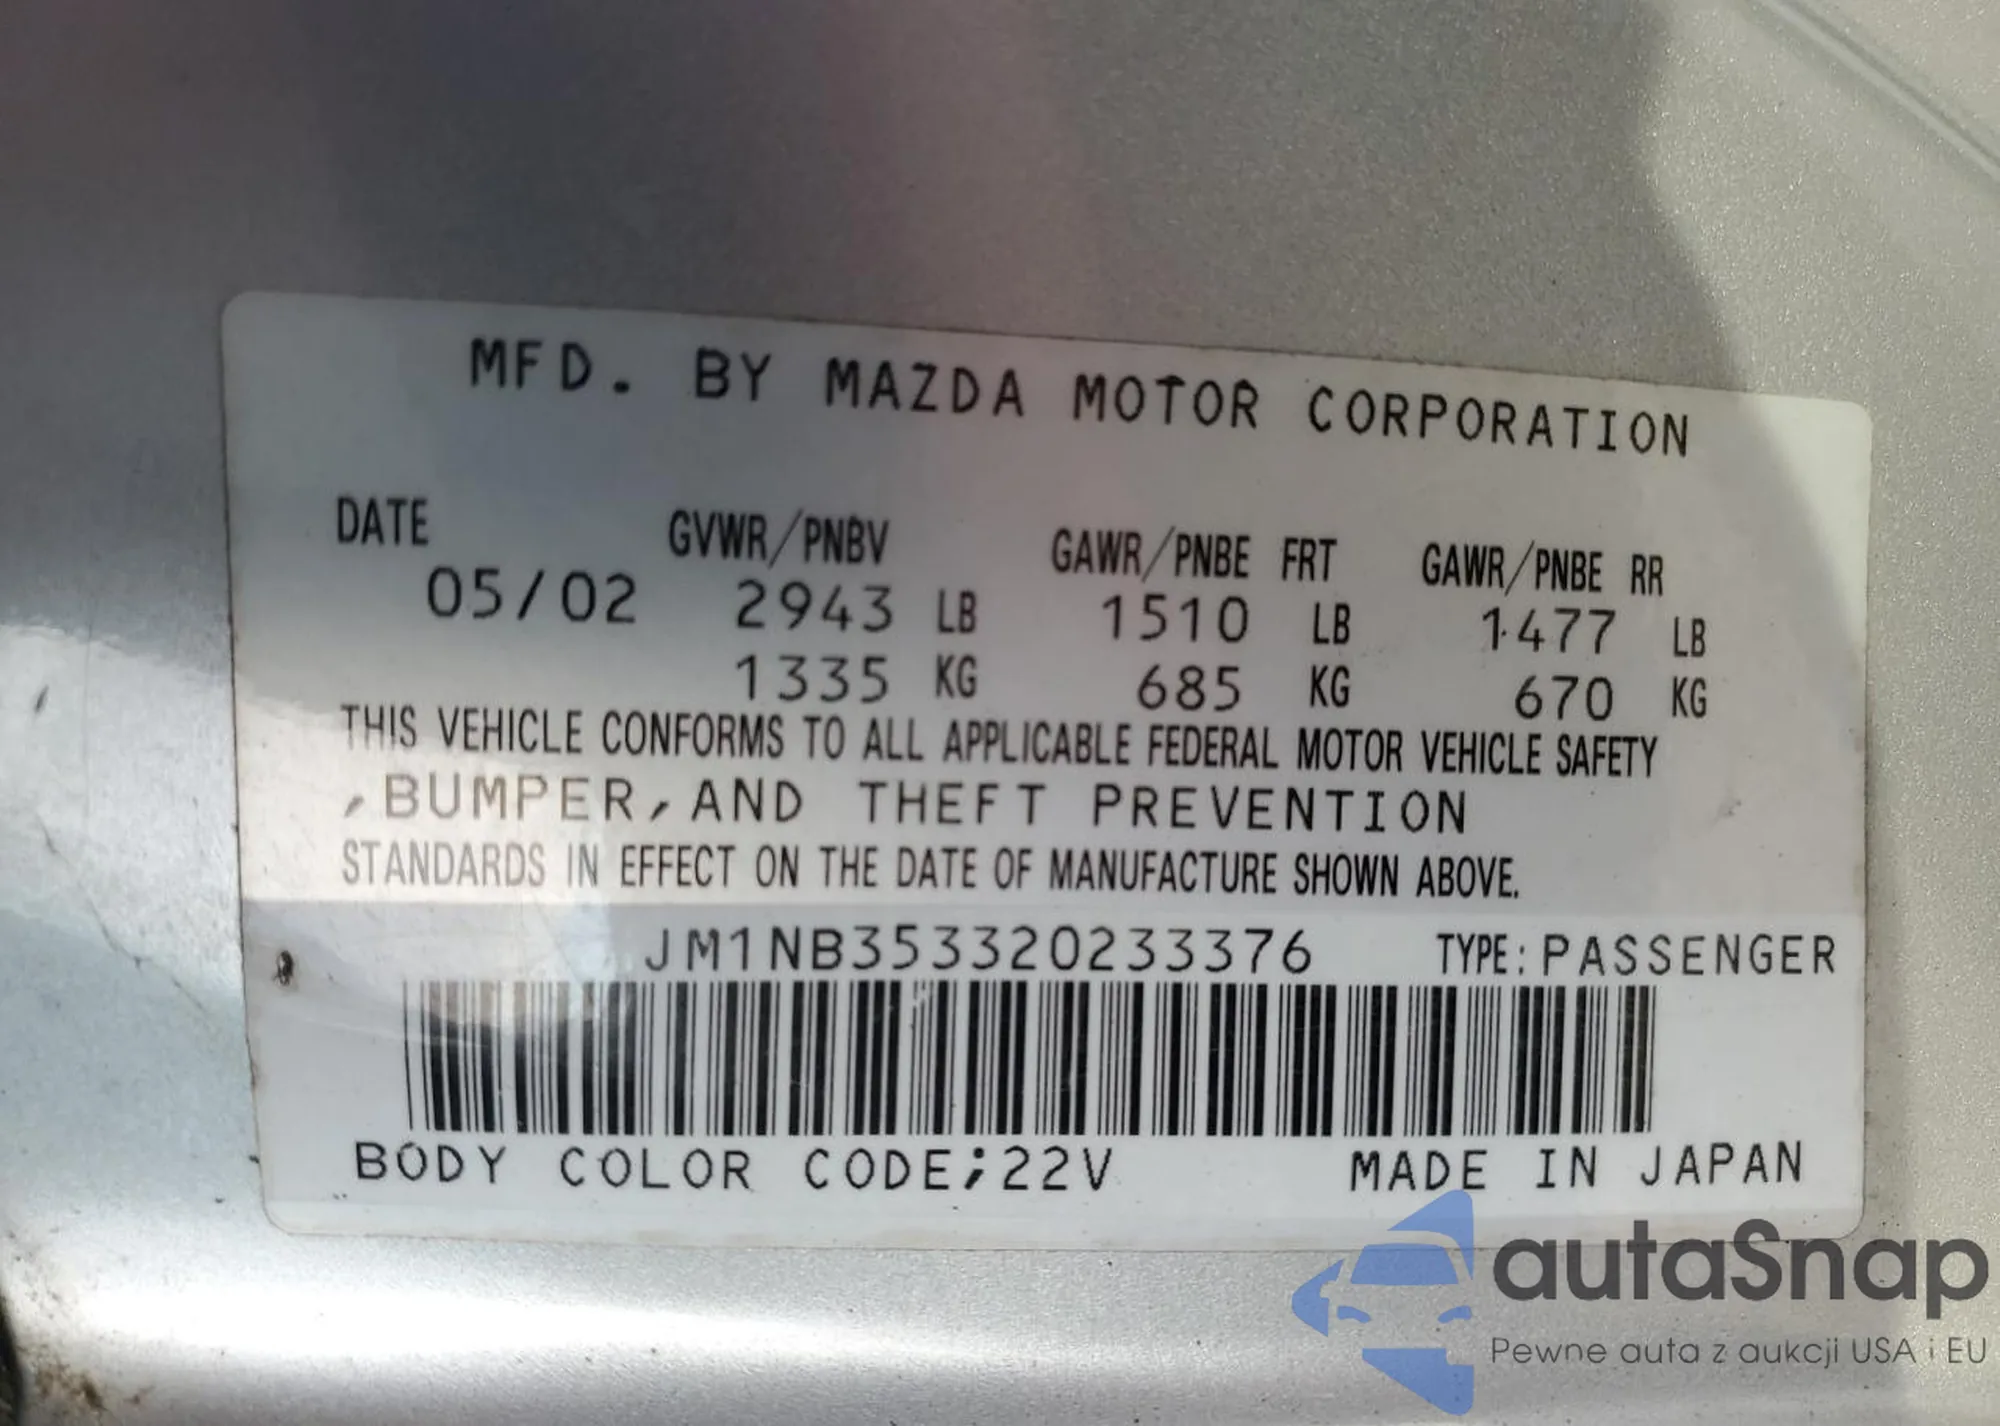 MFD. BY MAZDA MOTOR CORPORATION
DATE GVWR/PNBV GAWR/PNBE FRT GAWR/PNBE RR
05/02 2943 LB 1510 LB 1477 LB
1335 KG 685 KG 670 KG
THIS VEHICLE CONFORMS TO ALL APPLICABLE FEDERAL MOTOR VEHICLE SAFETY
,BUMPER,AND THEFT PREVENTION
STANDARDS IN EFFECT ON THE DATE OF MANUFACTURE SHOWN ABOVE.
JM1NB353320233376 TYPE:PASSENGER
BODY COLOR CODE;22V MADE IN JAPAN
autaSnap
Pewne auta z aukcji USA i EU